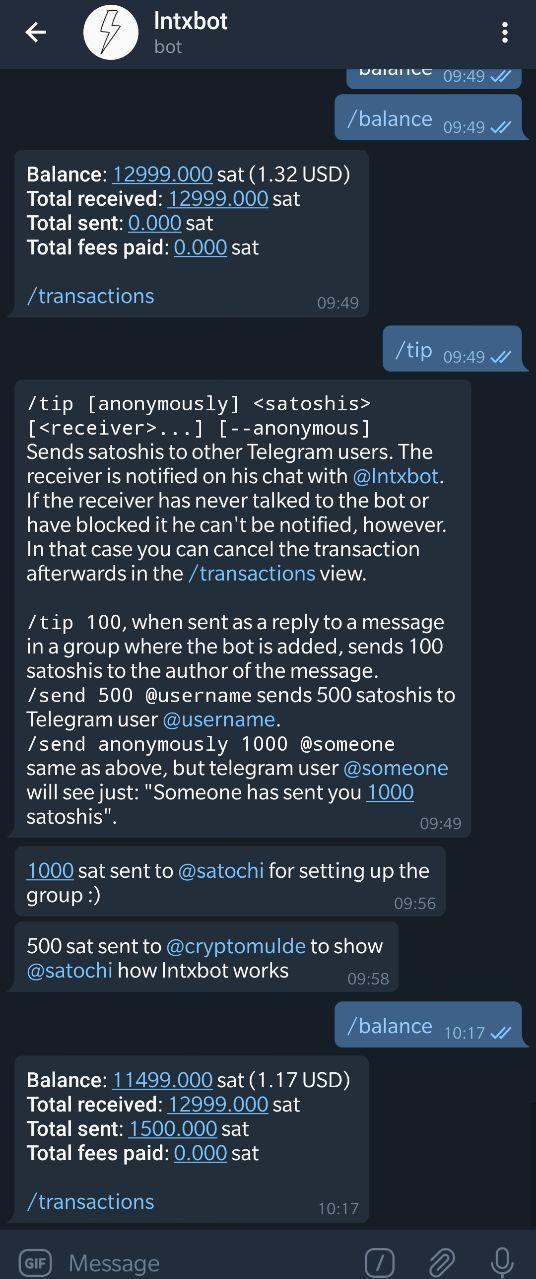 lntxbot
bot
balance 09:49
/balance 09:49
Balance: 12999.000 sat (1.32 USD)
Total received: 12999.000 sat
Total sent: 0.000 sat
Total fees paid: 0.000 sat
/transactions
09:49
/tip 09:49
/tip [anonymously] <satoshis>
[<receiver>...] [--anonymous]
Sends satoshis to other Telegram users. The
receiver is notified on his chat with @lntxbot.
If the receiver has never talked to the bot or
have blocked it he can't be notified, however.
In that case you can cancel the transaction
afterwards in the /transactions view.
/tip 100, when sent as a reply to a message
in a group where the bot is added, sends 100
satoshis to the author of the message.
/send 500 @username sends 500 satoshis to
Telegram user @username.
/send anonymously 1000 @someone
same as above, but telegram user @someone
will see just: "Someone has sent you 1000
satoshis".
09:49
1000 sat sent to @satochi for setting up the
group :)
09:56
500 sat sent to @cryptomulde to show
@satochi how lntxbot works
09:58
/balance 10:17
Balance: 11499.000 sat (1.17 USD)
Total received: 12999.000 sat
Total sent: 1500.000 sat
Total fees paid: 0.000 sat
/transactions
10:17
GIF Message /